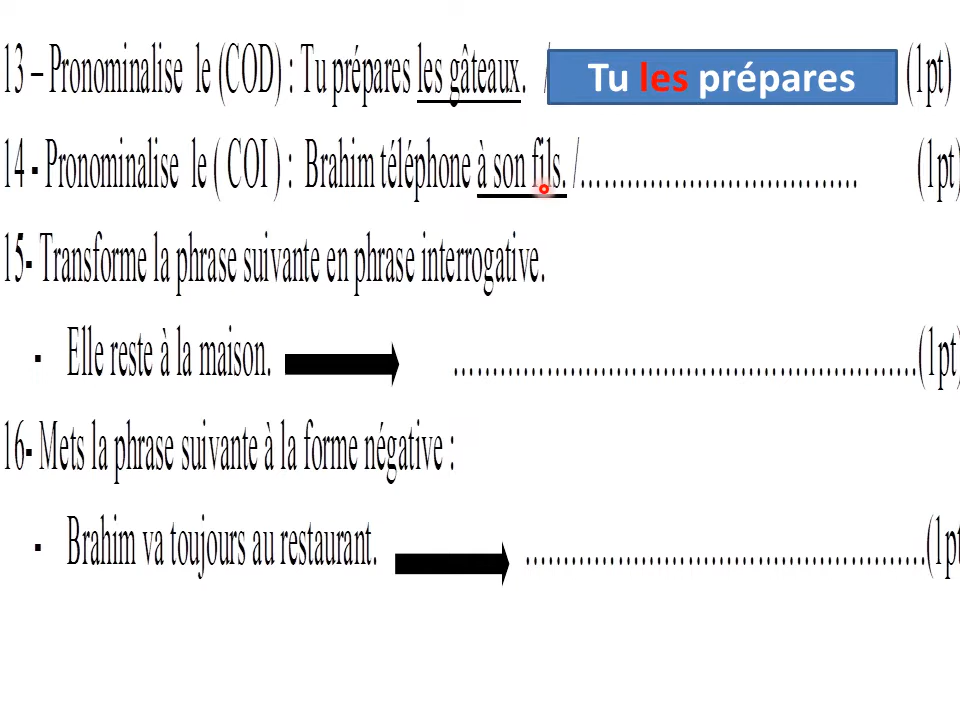 13 – Pronominalise le (COD) : Tu prépares les gâteaux. / Tu les prépares (1pt)
14 - Pronominalise le ( COI ) : Brahim téléphone à son fils. /.................................... (1pt)
15- Transforme la phrase suivante en phrase interrogative.
- Elle reste à la maison. ............................................................(1pt)
16- Mets la phrase suivante à la forme négative :
- Brahim va toujours au restaurant. ....................................................(1pt